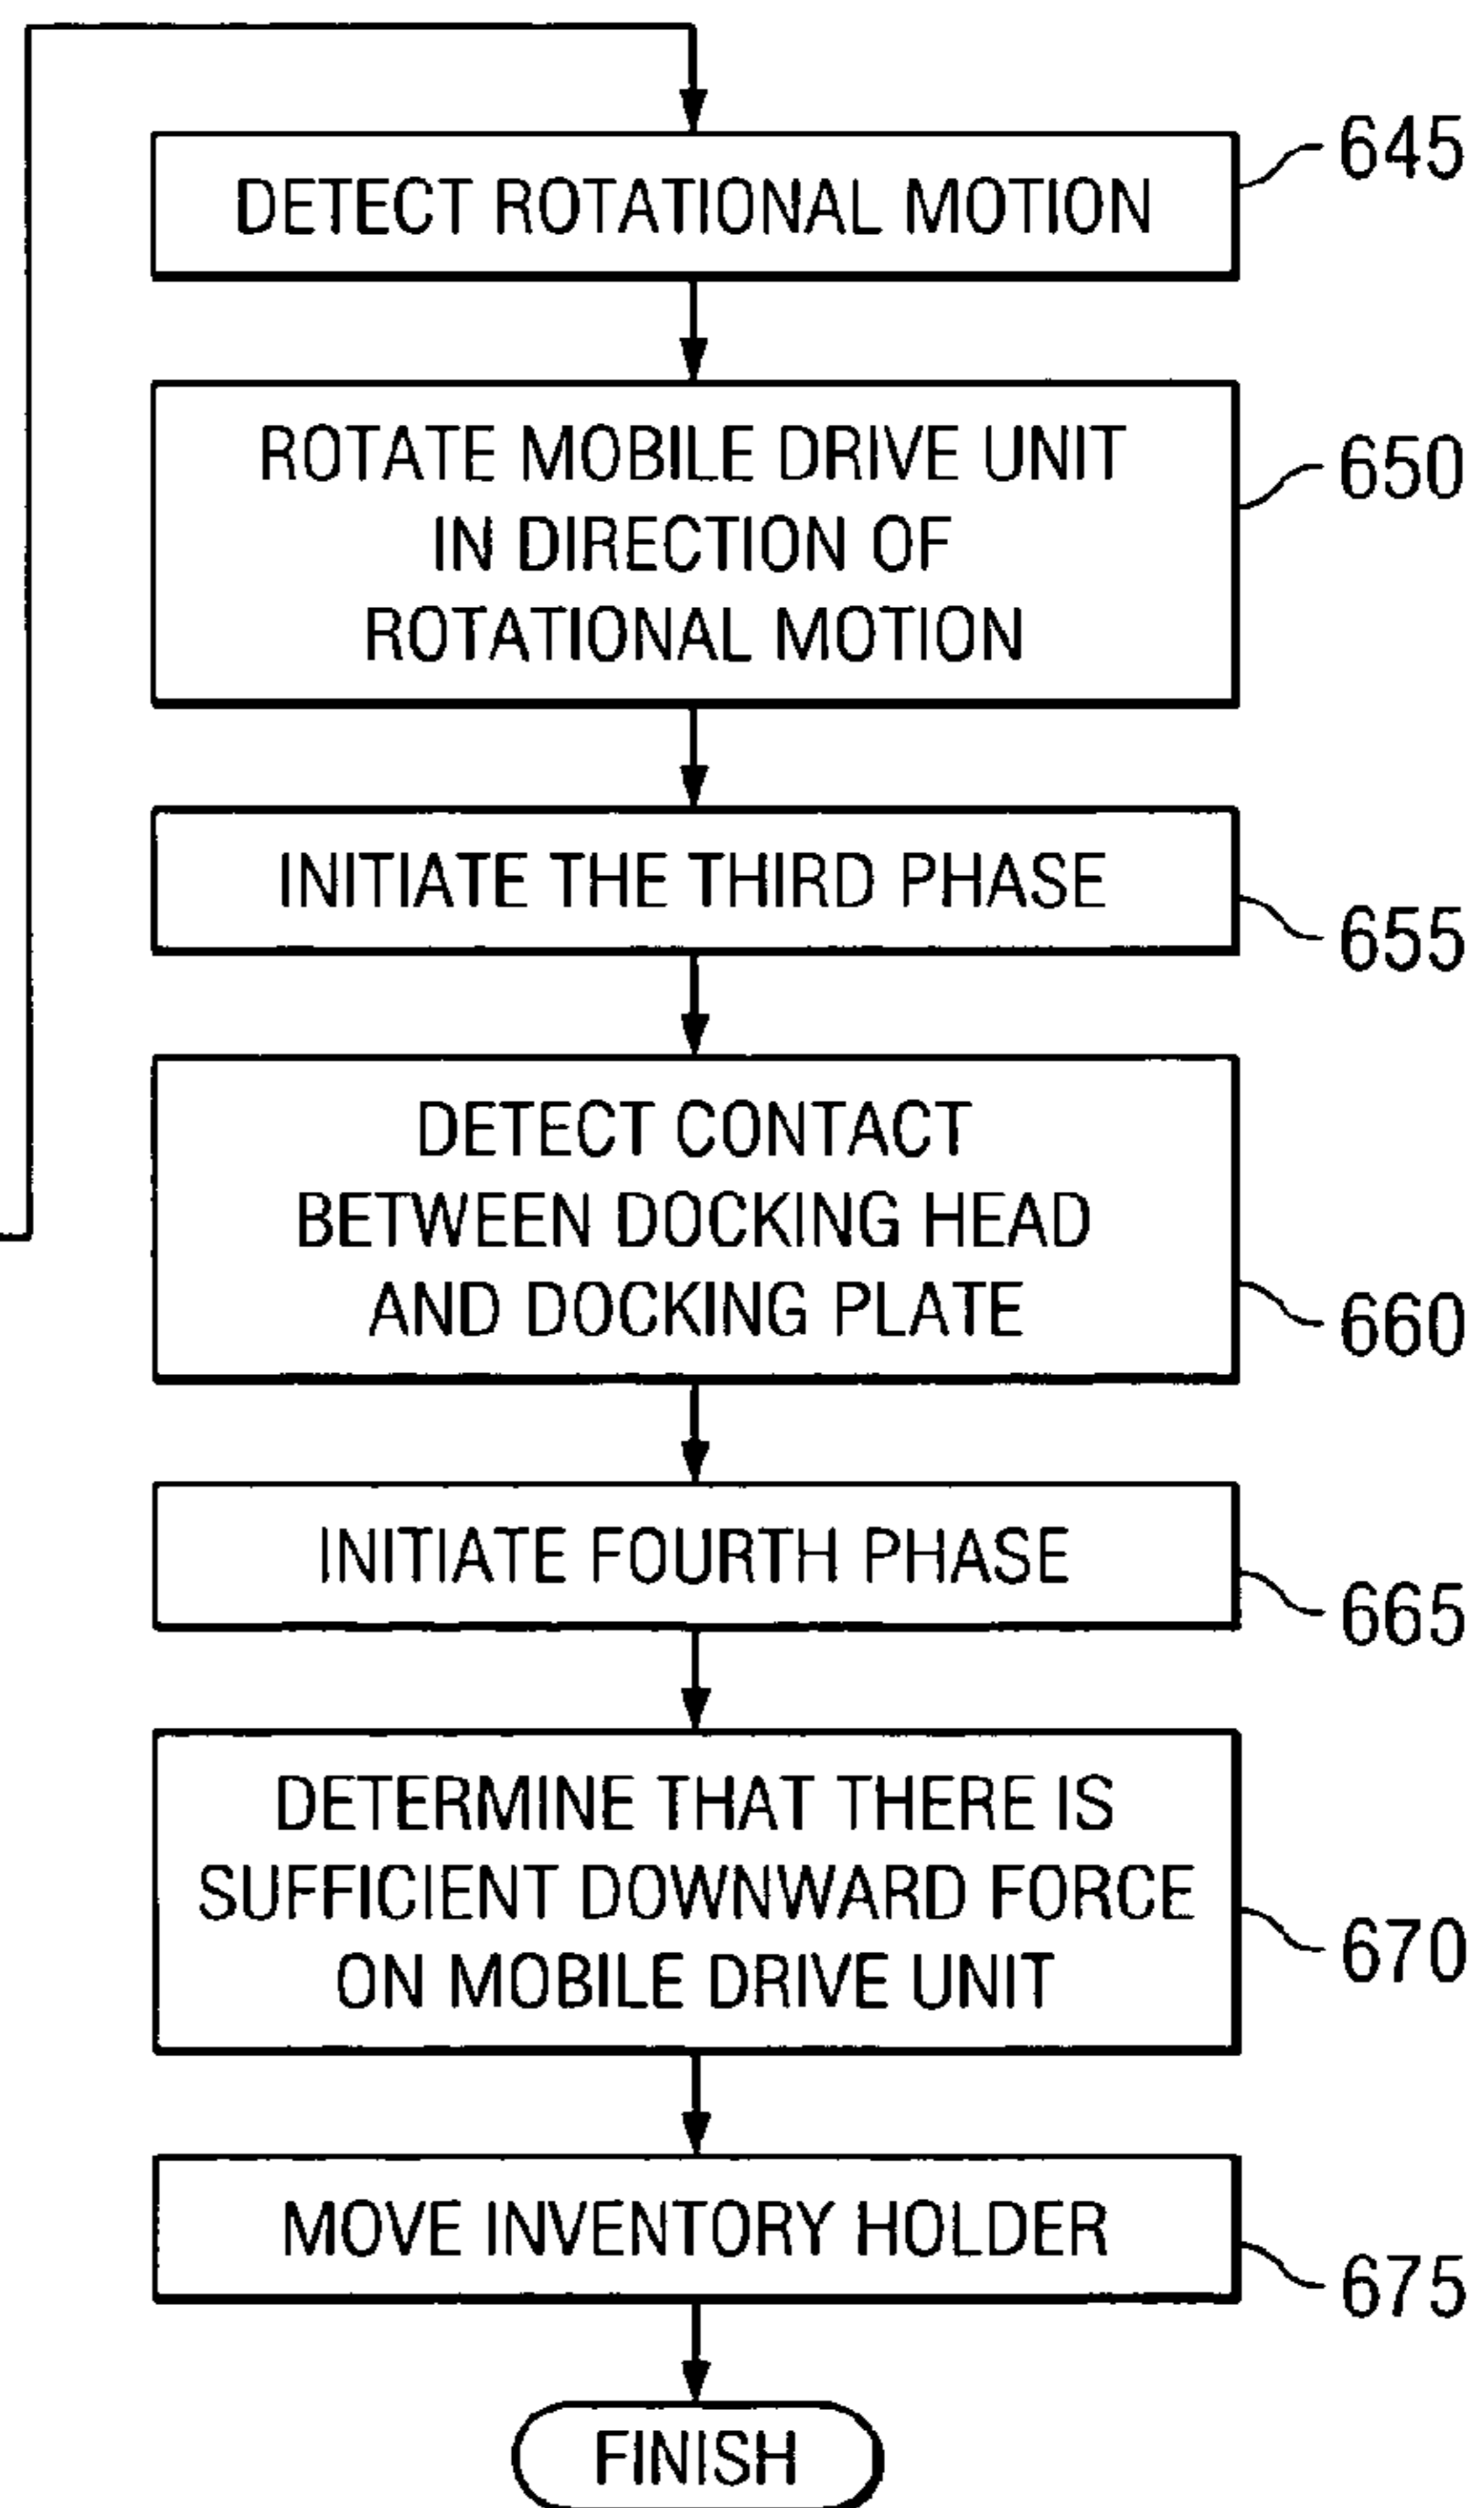 DETECT ROTATIONAL MOTION
645
ROTATE MOBILE DRIVE UNIT
IN DIRECTION OF
ROTATIONAL MOTION
650
INITIATE THE THIRD PHASE
655
DETECT CONTACT
BETWEEN DOCKING HEAD
AND DOCKING PLATE
660
INITIATE FOURTH PHASE
665
DETERMINE THAT THERE IS
SUFFICIENT DOWNWARD FORCE
ON MOBILE DRIVE UNIT
670
MOVE INVENTORY HOLDER
675
FINISH